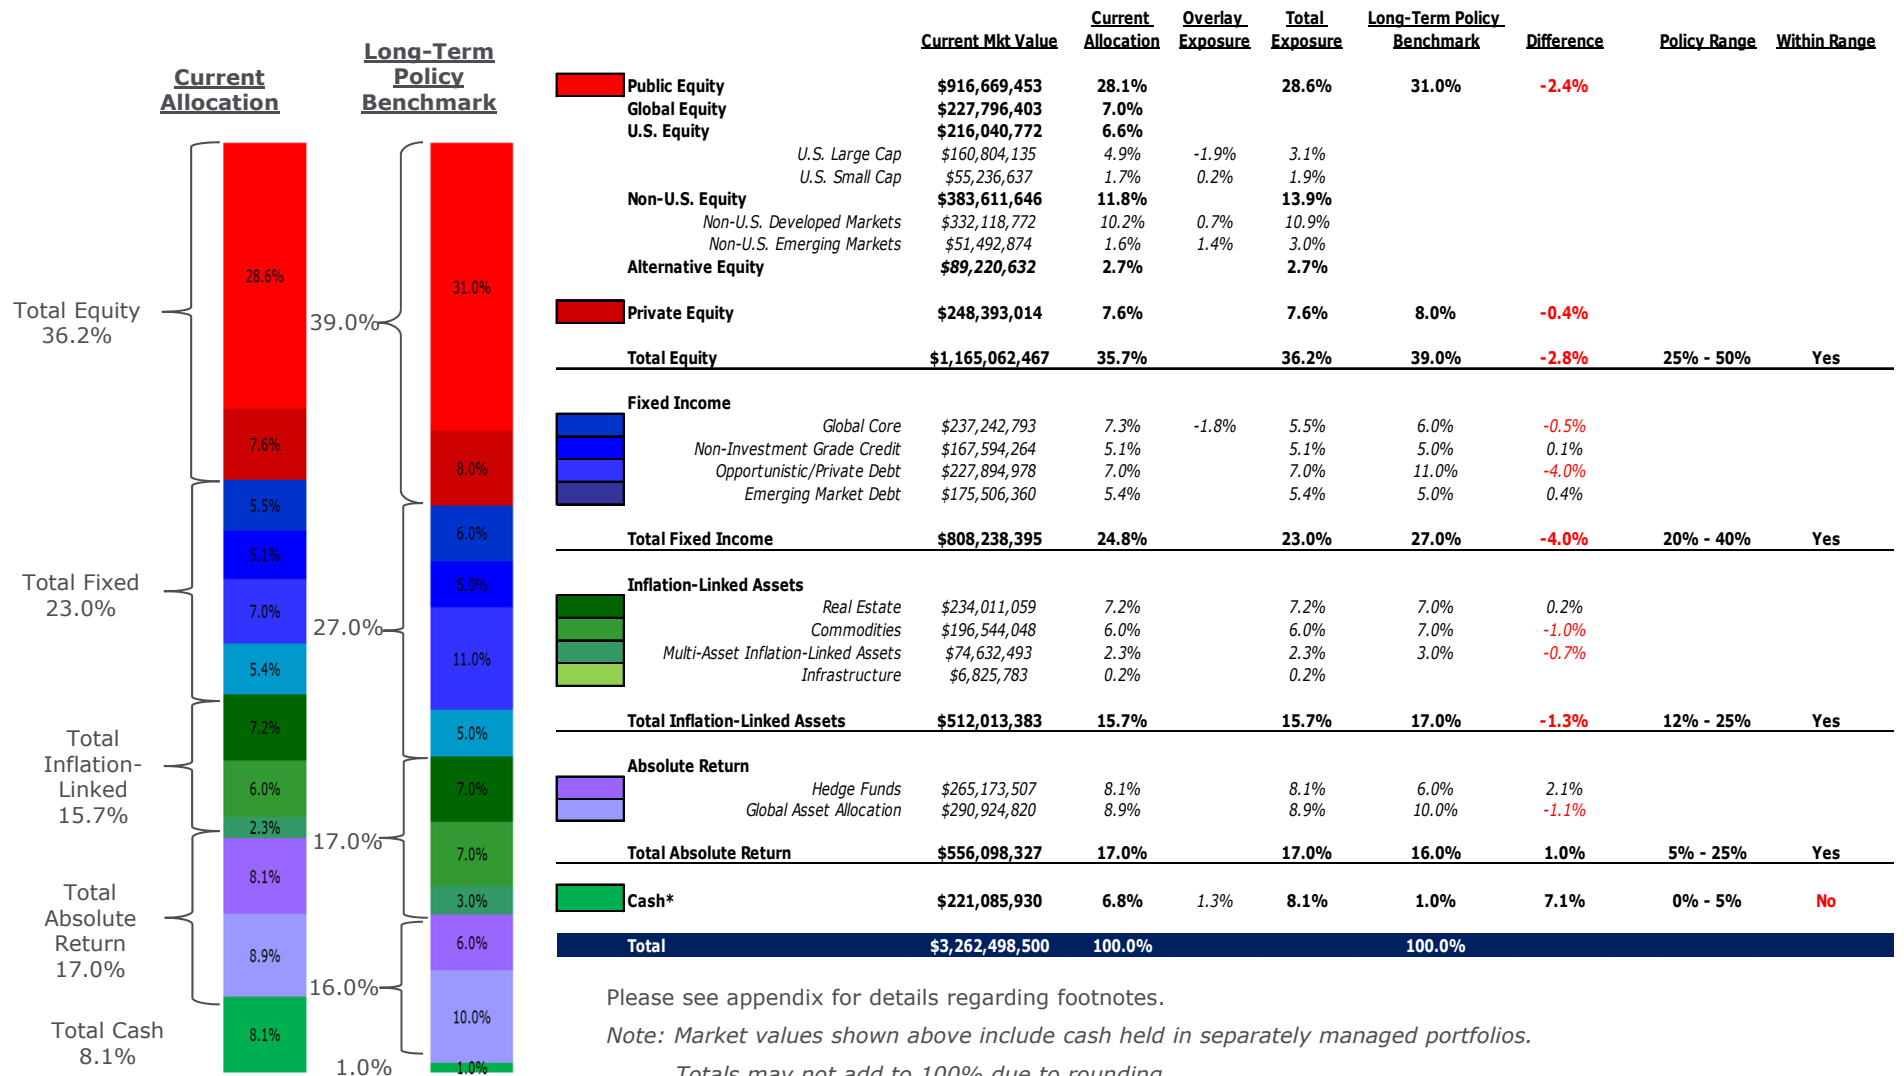 Current
Allocation
Long-Term
Policy
Benchmark
Total Equity
36.2%
Total Fixed
23.0%
Total
Inflation-
Linked
15.7%
Total
Absolute
Return
17.0%
Total Cash
8.1%
28.6%
7.6%
5.5%
5.1%
7.0%
5.4%
7.2%
6.0%
2.3%
8.1%
8.9%
8.1%
39.0%
27.0%
17.0%
16.0%
1.0%
31.0%
8.0%
6.0%
5.0%
11.0%
5.0%
7.0%
7.0%
3.0%
6.0%
10.0%
1.0%
Current Overlay Total Long-Term Policy
Current Mkt Value Allocation Exposure Exposure Benchmark Difference Policy Range Within Range
Public Equity $916,669,453 28.1% 28.6% 31.0% -2.4%
Global Equity $227,796,403 7.0%
U.S. Equity $216,040,772 6.6%
U.S. Large Cap $160,804,135 4.9% -1.9% 3.1%
U.S. Small Cap $55,236,637 1.7% 0.2% 1.9%
Non-U.S. Equity $383,611,646 11.8% 13.9%
Non-U.S. Developed Markets $332,118,772 10.2% 0.7% 10.9%
Non-U.S. Emerging Markets $51,492,874 1.6% 1.4% 3.0%
Alternative Equity $89,220,632 2.7% 2.7%
Private Equity $248,393,014 7.6% 7.6% 8.0% -0.4%
Total Equity $1,165,062,467 35.7% 36.2% 39.0% -2.8% 25% - 50% Yes
Fixed Income
Global Core $237,242,793 7.3% -1.8% 5.5% 6.0% -0.5%
Non-Investment Grade Credit $167,594,264 5.1% 5.1% 5.0% 0.1%
Opportunistic/Private Debt $227,894,978 7.0% 7.0% 11.0% -4.0%
Emerging Market Debt $175,506,360 5.4% 5.4% 5.0% 0.4%
Total Fixed Income $808,238,395 24.8% 23.0% 27.0% -4.0% 20% - 40% Yes
Inflation-Linked Assets
Real Estate $234,011,059 7.2% 7.2% 7.0% 0.2%
Commodities $196,544,048 6.0% 6.0% 7.0% -1.0%
Multi-Asset Inflation-Linked Assets $74,632,493 2.3% 2.3% 3.0% -0.7%
Infrastructure $6,825,783 0.2% 0.2%
Total Inflation-Linked Assets $512,013,383 15.7% 15.7% 17.0% -1.3% 12% - 25% Yes
Absolute Return
Hedge Funds $265,173,507 8.1% 8.1% 6.0% 2.1%
Global Asset Allocation $290,924,820 8.9% 8.9% 10.0% -1.1%
Total Absolute Return $556,098,327 17.0% 17.0% 16.0% 1.0% 5% - 25% Yes
Cash* $221,085,930 6.8% 1.3% 8.1% 1.0% 7.1% 0% - 5% No
Total $3,262,498,500 100.0% 100.0%
Please see appendix for details regarding footnotes.
Note: Market values shown above include cash held in separately managed portfolios.
Totals may not add to 100% due to rounding